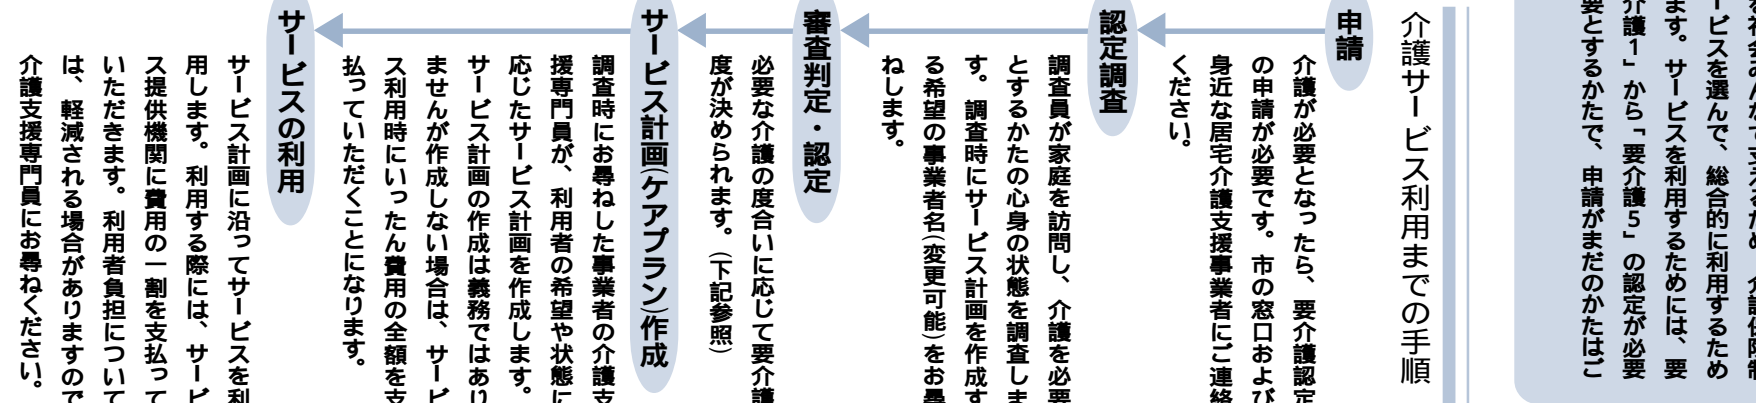 ービスを選んで、総合的に利用するため
ます。サービスを利用するためには、要
介護1」から「要介護5」の認定が必要
要とするかたで、申請がまだのかたはご
介護サービス利用までの手順
申請
介護が必要となったら、要介護認定
の申請が必要です。市の窓口および
身近な居宅介護支援事業者にご連絡
ください。
認定調査
調査員が家庭を訪問し、介護を必要
とするかたの心身の状態を調査しま
す。調査時にサービス計画を作成す
る希望の事業者名(変更可能)をお尋
ねします。
審査判定・認定
必要な介護の度合いに応じて要介護
度が決められます。(下記参照)
サービス計画(ケアプラン)作成
調査時にお尋ねした事業者の介護支
援専門員が、利用者の希望や状態に
応じたサービス計画を作成します。
サービス計画の作成は義務ではあり
ませんが作成しない場合は、サービ
ス利用時にいったん費用の全額を支
払っていただくことになります。
サービスの利用
サービス計画に沿ってサービスを利
用します。利用する際には、サービ
ス提供機関に費用の一割を支払って
いただきます。利用者負担について
は、軽減される場合がありますので
介護支援専門員にお尋ねください。